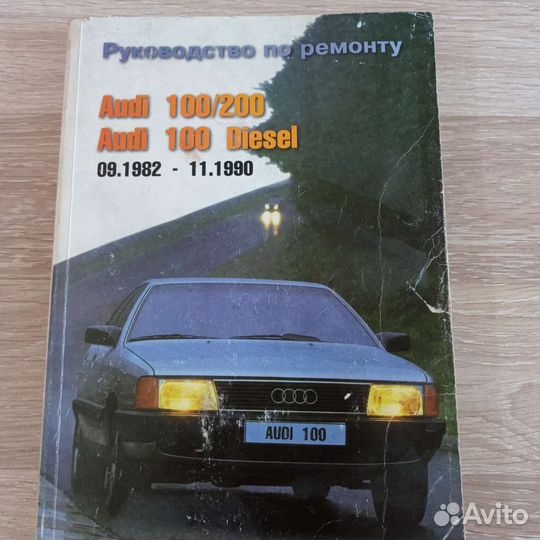 Руководство по ремонту
Audi 100/200
Audi 100 Diesel
09.1982 - 11.1990
AUDI 100
Avito